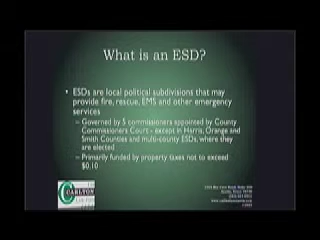 What is an ESD?
• ESDs are local political subdivisions that may
provide fire, rescue, EMS and other emergency
services
– Governed by 5 commissioners appointed by County
Commissioners Court - except in Harris, Orange and
Smith Counties and multi-county ESDs, where they
are elected
– Primarily funded by property taxes not to exceed
$0.10
CARLTON
LAW FIRM